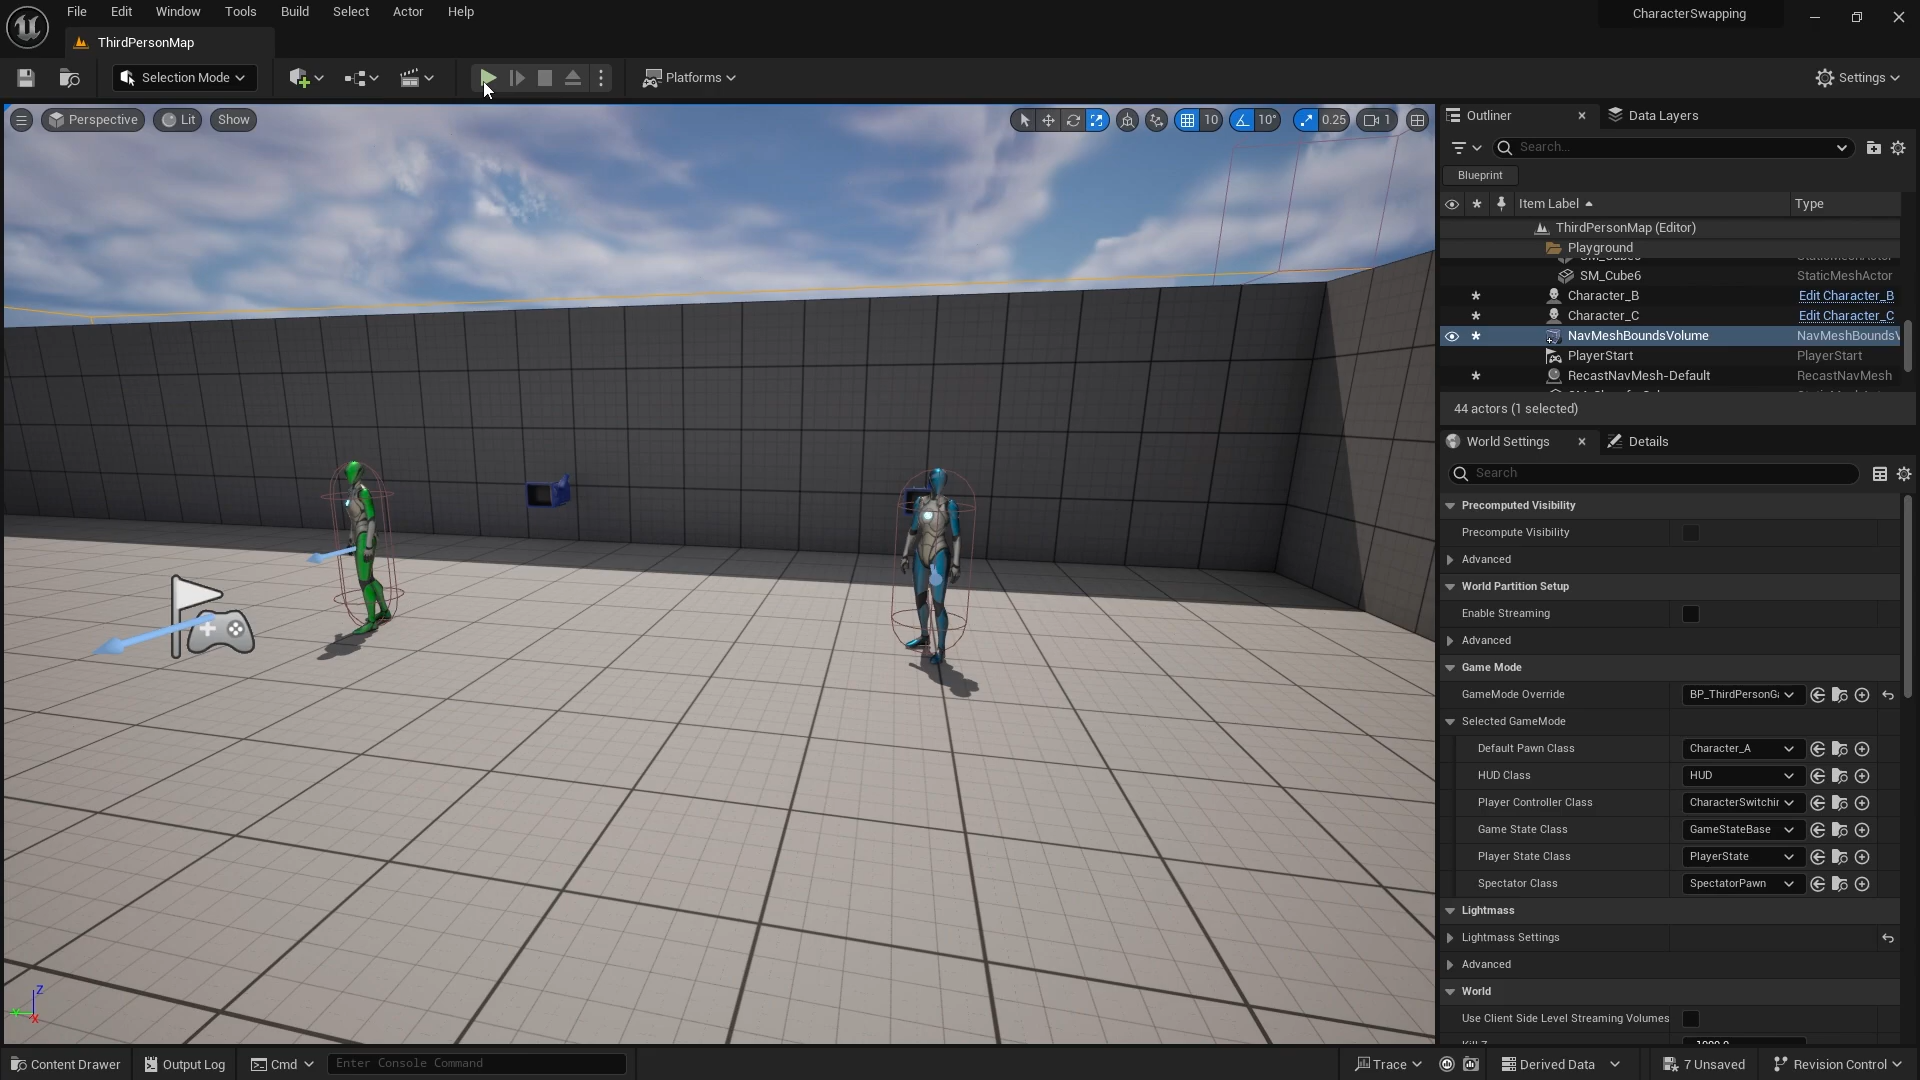 File Edit Window Tools Build Select Actor Help
CharacterSwapping
ThirdPersonMap
Selection Mode
Platforms
Settings
Perspective
Lit
Show
10
10°
0.25
1
Outliner
Data Layers
Search...
Blueprint
Item Label
Type
ThirdPersonMap (Editor)
Playground
SM_Cube6 StaticMeshActor
Character_B Edit Character_B
Character_C Edit Character_C
NavMeshBoundsVolume NavMeshBoundsV
PlayerStart PlayerStart
RecastNavMesh-Default RecastNavMesh
44 actors (1 selected)
World Settings
Details
Search
Precomputed Visibility
Precompute Visibility
Advanced
World Partition Setup
Enable Streaming
Advanced
Game Mode
GameMode Override BP_ThirdPersonGa
Selected GameMode
Default Pawn Class Character_A
HUD Class HUD
Player Controller Class CharacterSwitchin
Game State Class GameStateBase
Player State Class PlayerState
Spectator Class SpectatorPawn
Lightmass
Lightmass Settings
Advanced
World
Use Client Side Level Streaming Volumes
Z
Y
X
Content Drawer
Output Log
Cmd
Enter Console Command
Trace
Derived Data
7 Unsaved
Revision Control